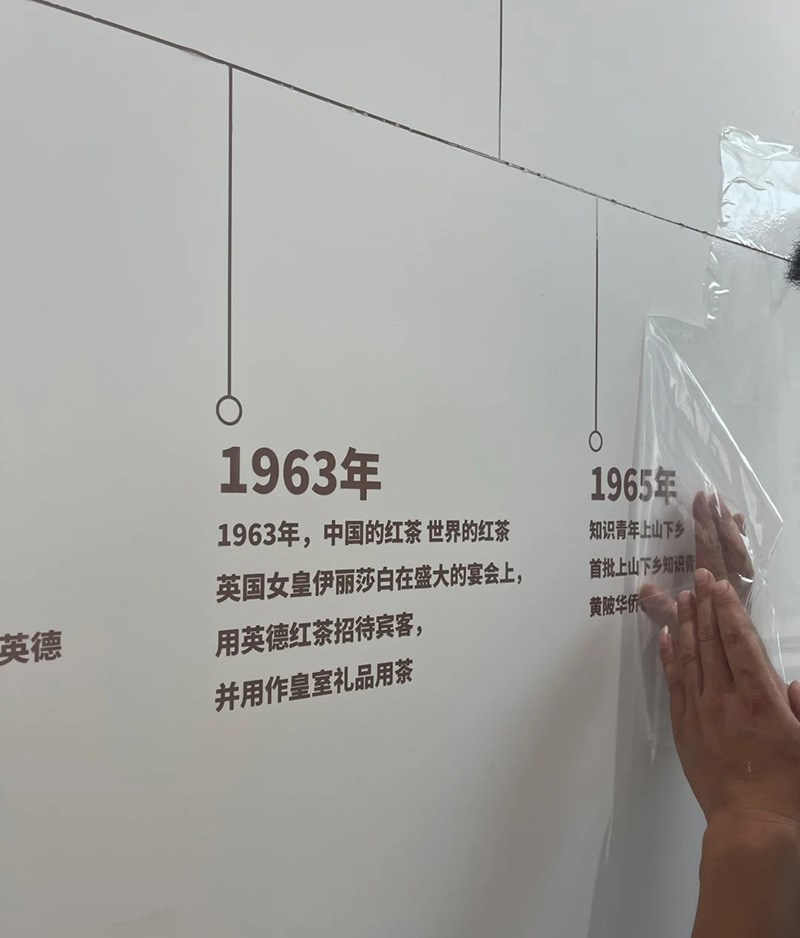 英德
1963年
1963年，中国的红茶 世界的红茶
英国女皇伊丽莎白在盛大的宴会上，
用英德红茶招待宾客，
并用作皇室礼品用茶
1965年
知识青年上山下乡
首批上山下乡知识青
黄陂华侨